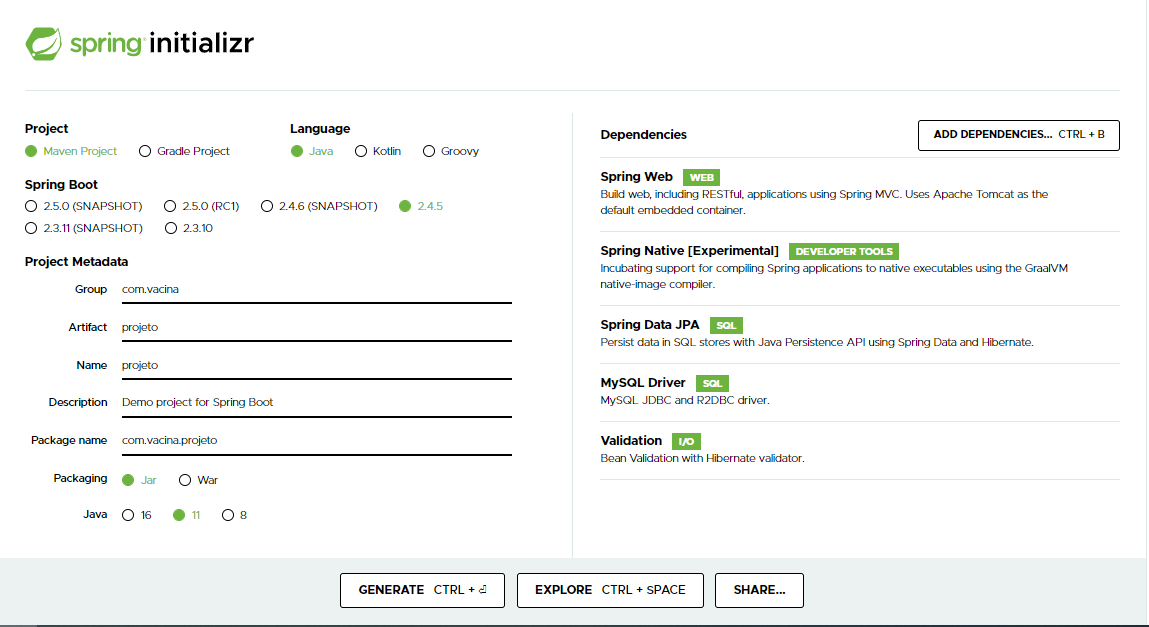 spring initializr
Project
Maven Project Gradle Project
Language
Java Kotlin Groovy
Spring Boot
2.5.0 (SNAPSHOT) 2.5.0 (RC1) 2.4.6 (SNAPSHOT) 2.4.5
2.3.11 (SNAPSHOT) 2.3.10
Project Metadata
Group com.vacina
Artifact projeto
Name projeto
Description Demo project for Spring Boot
Package name com.vacina.projeto
Packaging Jar War
Java 16 11 8
Dependencies ADD DEPENDENCIES... CTRL + B
Spring Web WEB
Build web, including RESTful, applications using Spring MVC. Uses Apache Tomcat as the
default embedded container.
Spring Native [Experimental] DEVELOPER TOOLS
Incubating support for compiling Spring applications to native executables using the GraalVM
native-image compiler.
Spring Data JPA SQL
Persist data in SQL stores with Java Persistence API using Spring Data and Hibernate.
MySQL Driver SQL
MySQL JDBC and R2DBC driver.
Validation I/O
Bean Validation with Hibernate validator.
GENERATE CTRL + ⏎ EXPLORE CTRL + SPACE SHARE...